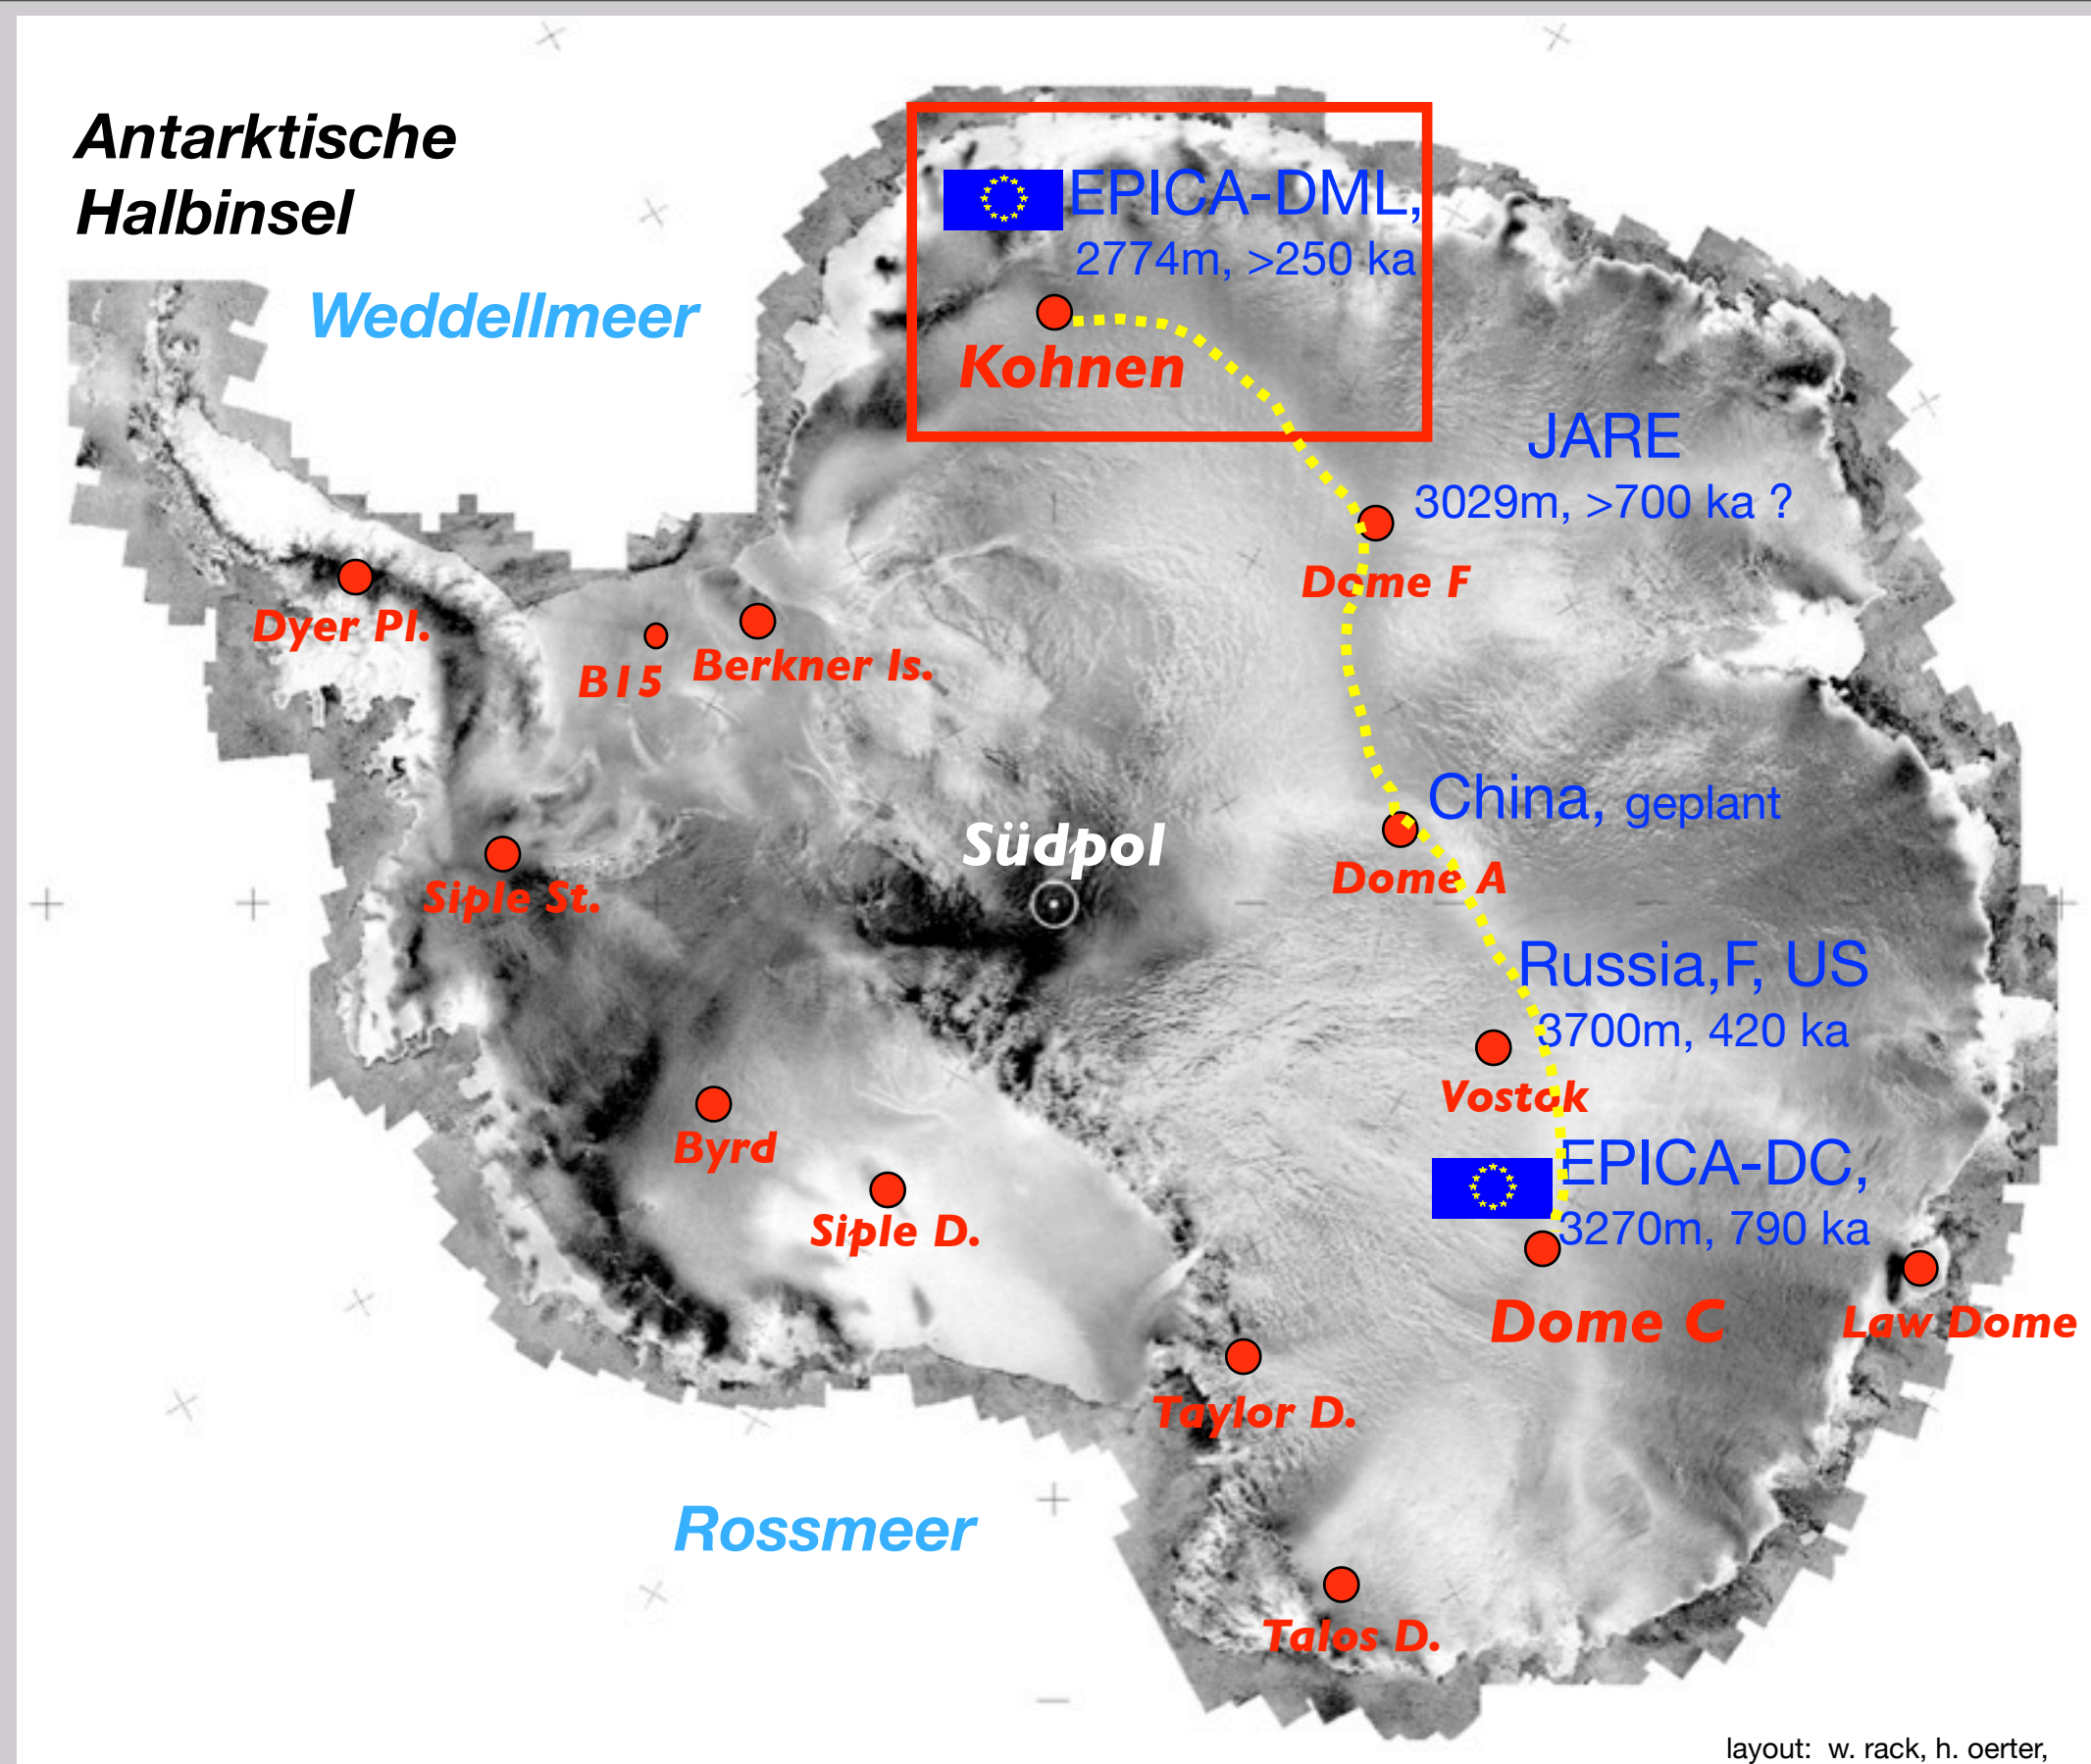 Antarktische
Halbinsel
Weddellmeer
EPICA-DML,
2774m, >250 ka
Kohnen
JARE
3029m, >700 ka ?
Dome F
Dyer Pl.
B15
Berkner Is.
China, geplant
Südpol
Dome A
Siple St.
Russia,F, US
3700m, 420 ka
Vostok
Byrd
EPICA-DC,
3270m, 790 ka
Siple D.
Dome C
Law Dome
Taylor D.
Rossmeer
Talos D.
layout: w. rack, h. oerter,